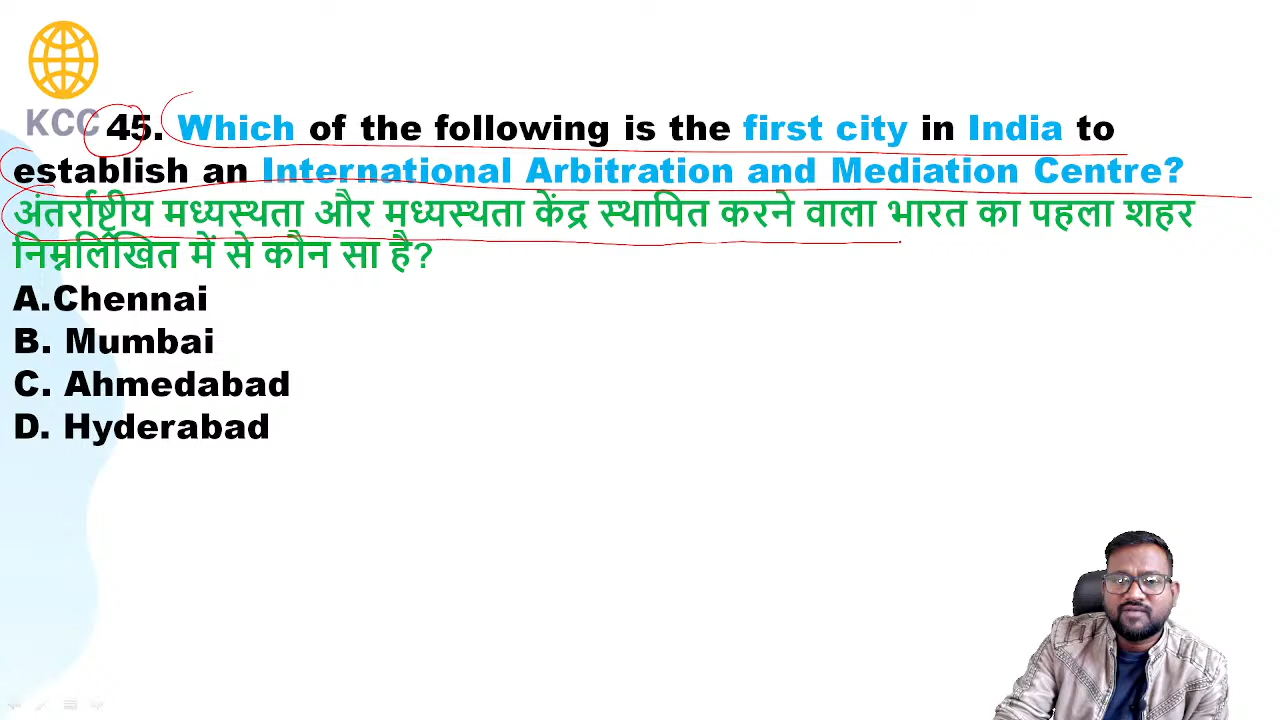 KCC
45. Which of the following is the first city in India to
establish an International Arbitration and Mediation Centre?
अंतर्राष्ट्रीय मध्यस्थता और मध्यस्थता केंद्र स्थापित करने वाला भारत का पहला शहर
निम्नलिखित में से कौन सा है?
A.Chennai
B. Mumbai
C. Ahmedabad
D. Hyderabad